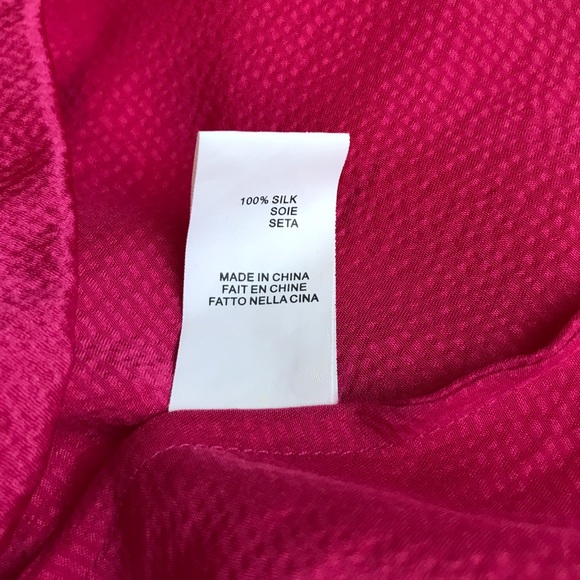 100% SILK
SOIE
SETA
MADE IN CHINA
FAIT EN CHINE
FATTO NELLA CINA